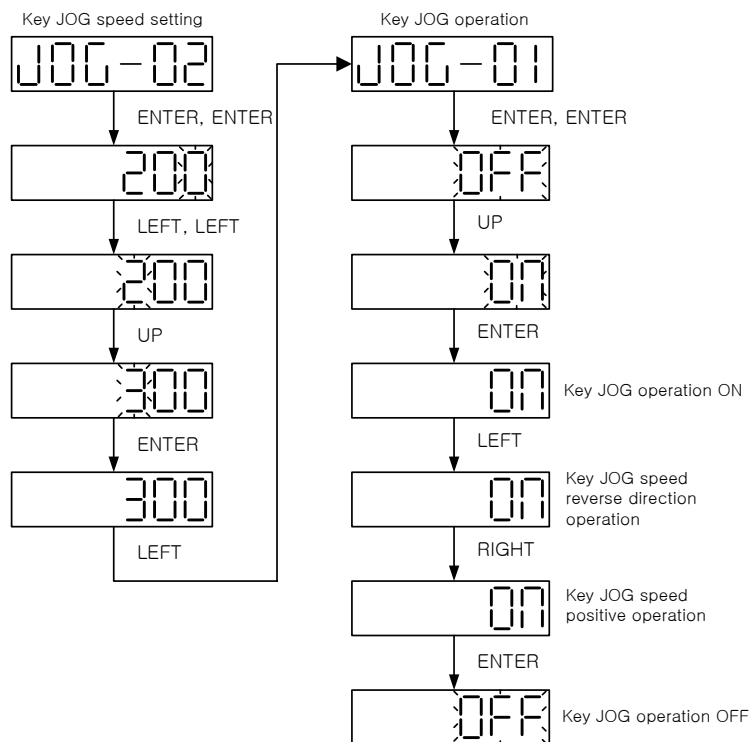 Key JOG speed setting
JOG-02
ENTER, ENTER
200
LEFT, LEFT
200
UP
300
ENTER
300
LEFT
Key JOG operation
JOG-01
ENTER, ENTER
OFF
UP
ON
ENTER
ON
Key JOG operation ON
LEFT
ON
Key JOG speed
reverse direction
operation
RIGHT
ON
Key JOG speed
positive operation
ENTER
OFF
Key JOG operation OFF